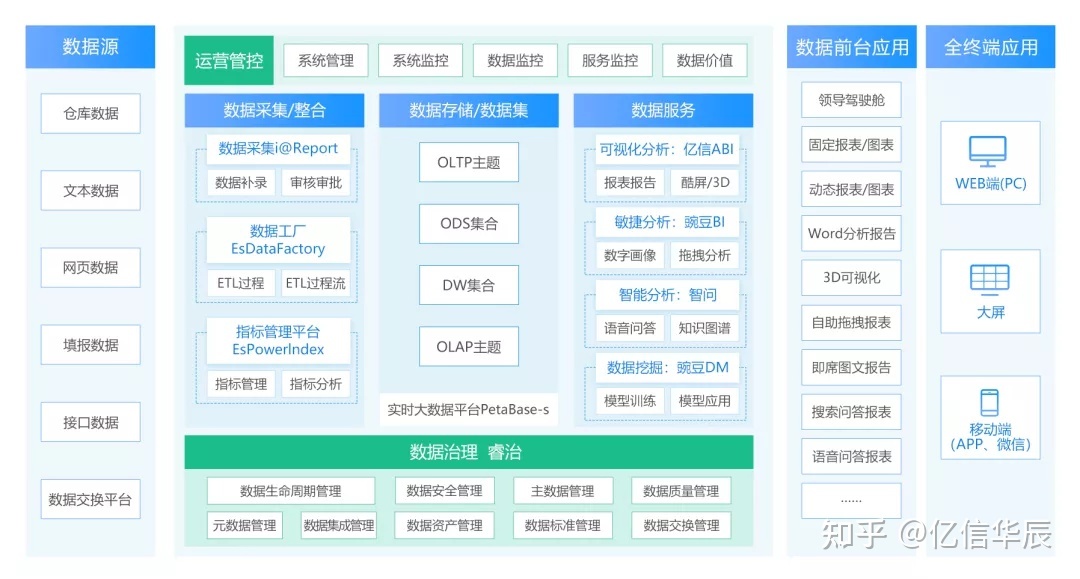 数据源
仓库数据
文本数据
网页数据
填报数据
接口数据
数据交换平台
运营管控
系统管理
系统监控
数据监控
服务监控
数据价值
数据采集/整合
数据采集i@Report
数据补录
审核审批
数据工厂
EsDataFactory
ETL过程
ETL过程流
指标管理平台
EsPowerIndex
指标管理
指标分析
数据存储/数据集
OLTP主题
ODS集合
DW集合
OLAP主题
实时大数据平台PetaBase-s
数据服务
可视化分析：亿信ABI
报表报告
酷屏/3D
敏捷分析：豌豆BI
数字画像
拖拽分析
智能分析：智问
语音问答
知识图谱
数据挖掘：豌豆DM
模型训练
模型应用
数据治理 睿治
数据生命周期管理
数据安全管理
主数据管理
数据质量管理
元数据管理
数据集成管理
数据资产管理
数据标准管理
数据交换管理
数据前台应用
领导驾驶舱
固定报表/图表
动态报表/图表
Word分析报告
3D可视化
自助拖拽报表
即席图文报告
搜索问答报表
语音问答报表
......
全终端应用
WEB端(PC)
大屏
移动端
(APP、微信)
知乎 @亿信华辰